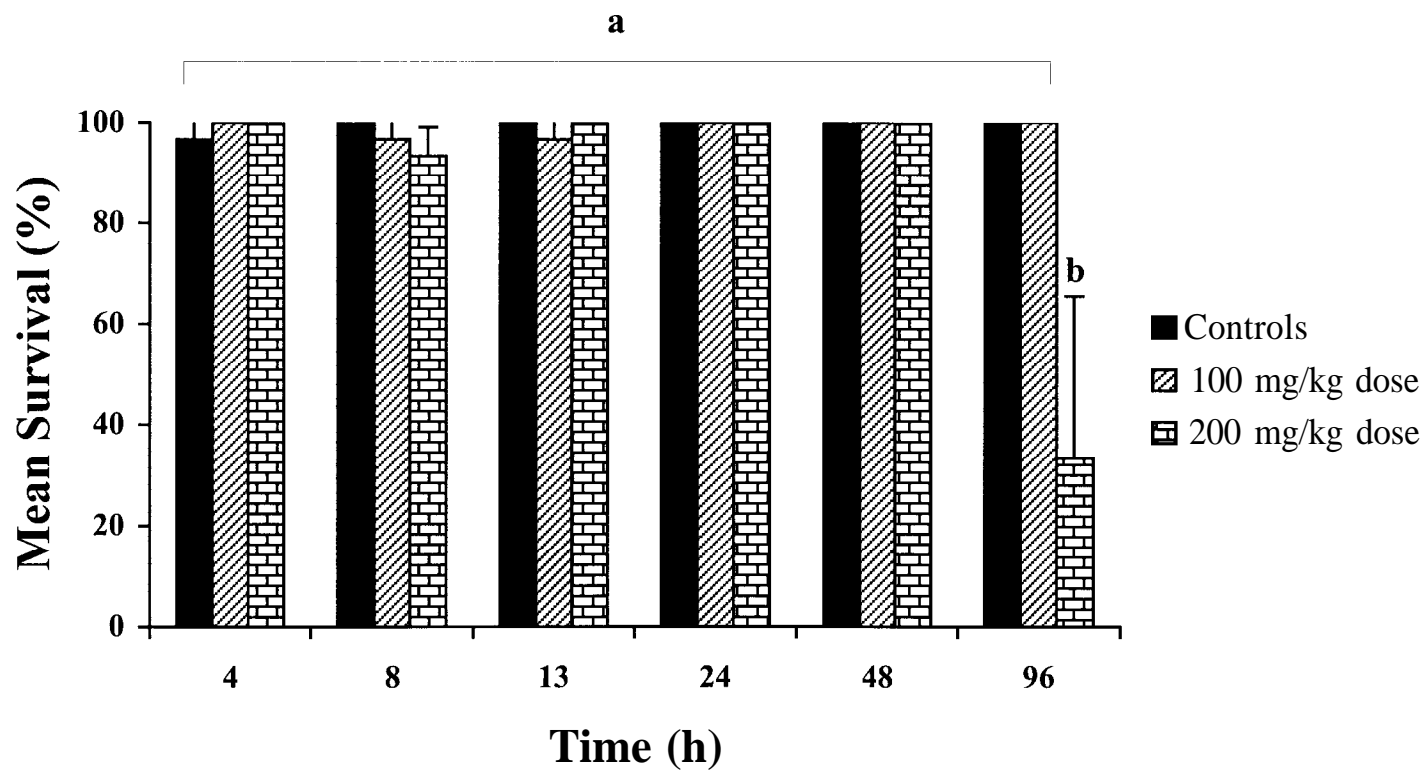 a
100
80
60
40
20
0
Mean Survival (%)
b
4 8 13 24 48 96
Time (h)
Controls
100 mg/kg dose
200 mg/kg dose